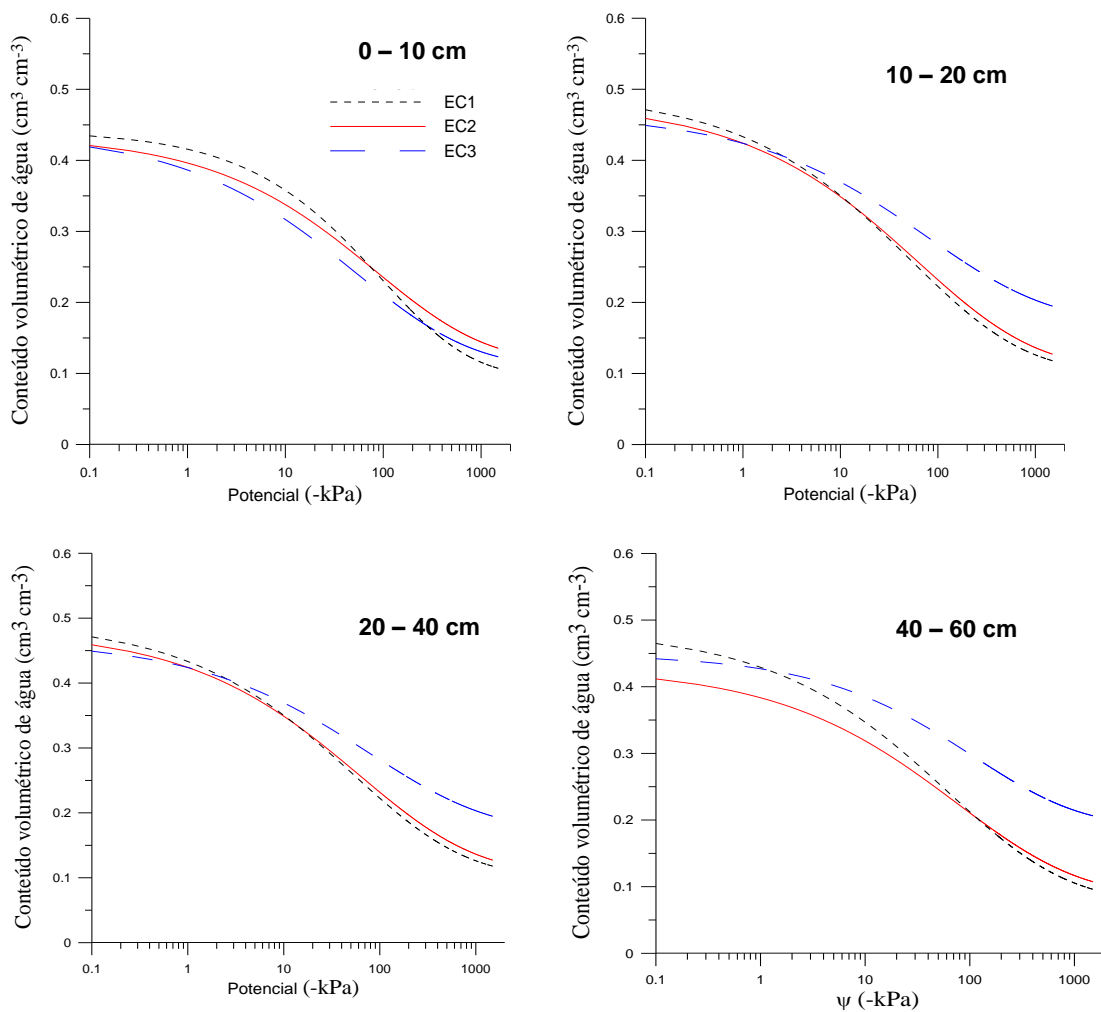 Conteúdo volumétrico de água (cm³ cm⁻³)
0.6
0.5
0.4
0.3
0.2
0.1
0
0 – 10 cm
EC1
EC2
EC3
0.1 1 10 100 1000
Potencial (-kPa)
Conteúdo volumétrico de água (cm³ cm⁻³)
0.6
0.5
0.4
0.3
0.2
0.1
0
10 – 20 cm
0.1 1 10 100 1000
Potencial (-kPa)
Conteúdo volumétrico de água (cm³ cm-3)
0.6
0.5
0.4
0.3
0.2
0.1
0
20 – 40 cm
0.1 1 10 100 1000
Potencial (-kPa)
Conteúdo volumétrico de água (cm³ cm-3)
0.6
0.5
0.4
0.3
0.2
0.1
0
40 – 60 cm
0.1 1 10 100 1000
ψ (-kPa)